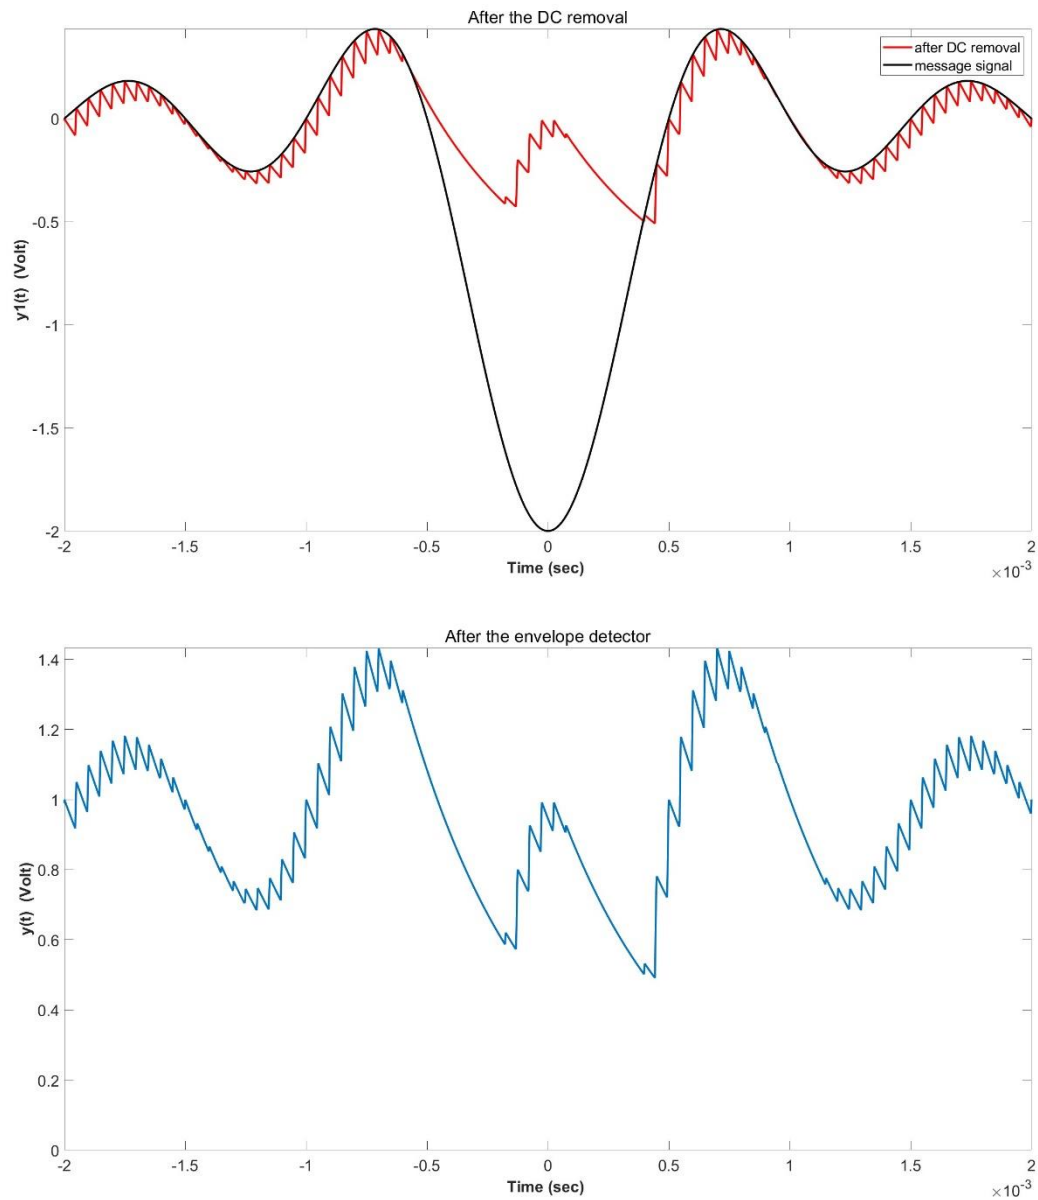 After the DC removal
after DC removal
message signal
0
-0.5
-1
-1.5
-2
y1(t) (Volt)
-2 -1.5 -1 -0.5 0 0.5 1 1.5 2
Time (sec)
×10-3
After the envelope detector
1.4
1.2
1
0.8
0.6
0.4
0.2
0
y(t) (Volt)
-2 -1.5 -1 -0.5 0 0.5 1 1.5 2
Time (sec)
×10-3